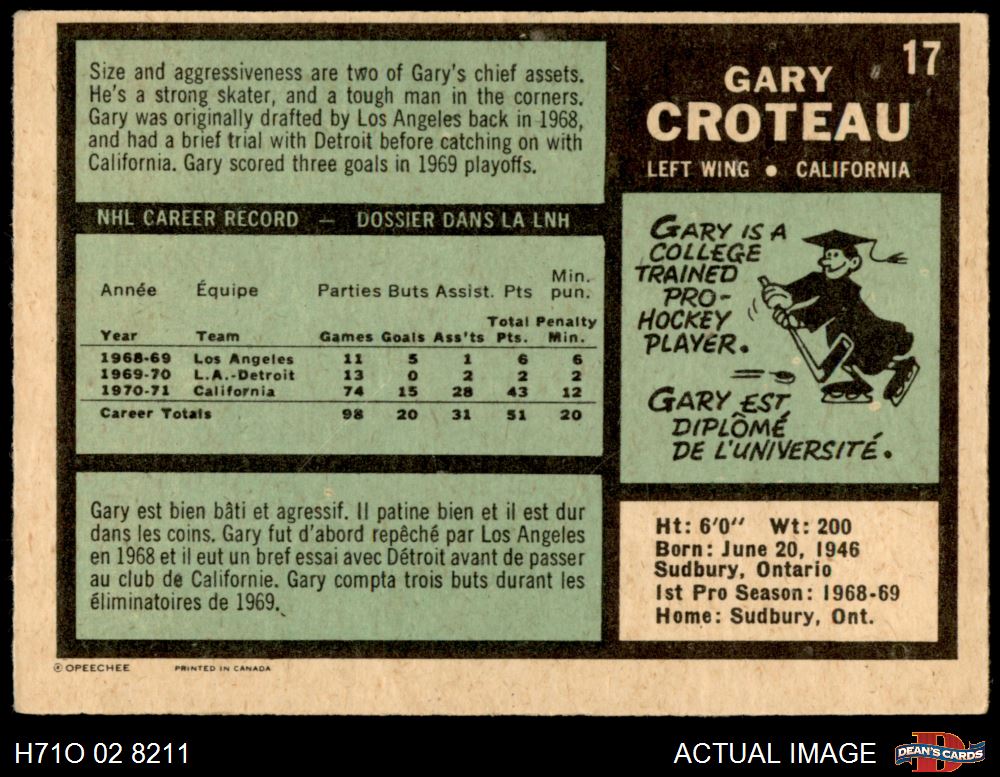 17
GARY
CROTEAU
LEFT WING • CALIFORNIA
Size and aggressiveness are two of Gary's chief assets.
He's a strong skater, and a tough man in the corners.
Gary was originally drafted by Los Angeles back in 1968,
and had a brief trial with Detroit before catching on with
California. Gary scored three goals in 1969 playoffs.
NHL CAREER RECORD — DOSSIER DANS LA LNH
Min.
Année Équipe Parties Buts Assist. Pts pun.
Total Penalty
Year Team Games Goals Ass'ts Pts. Min.
1968-69 Los Angeles 11 5 1 6 6
1969-70 L.A.-Detroit 13 0 2 2 2
1970-71 California 74 15 28 43 12
Career Totals 98 20 31 51 20
Gary est bien bâti et agressif. Il patine bien et il est dur
dans les coins. Gary fut d'abord repêché par Los Angeles
en 1968 et il eut un bref essai avec Détroit avant de passer
au club de Californie. Gary compta trois buts durant les
éliminatoires de 1969.
GARY IS A
COLLEGE
TRAINED
PRO-
HOCKEY
PLAYER.
GARY EST
DIPLÔMÉ
DE L'UNIVERSITÉ.
Ht: 6'0" Wt: 200
Born: June 20, 1946
Sudbury, Ontario
1st Pro Season: 1968-69
Home: Sudbury, Ont.
© OPEECHEE PRINTED IN CANADA
H71O 02 8211 ACTUAL IMAGE D DEAN'S CARDS